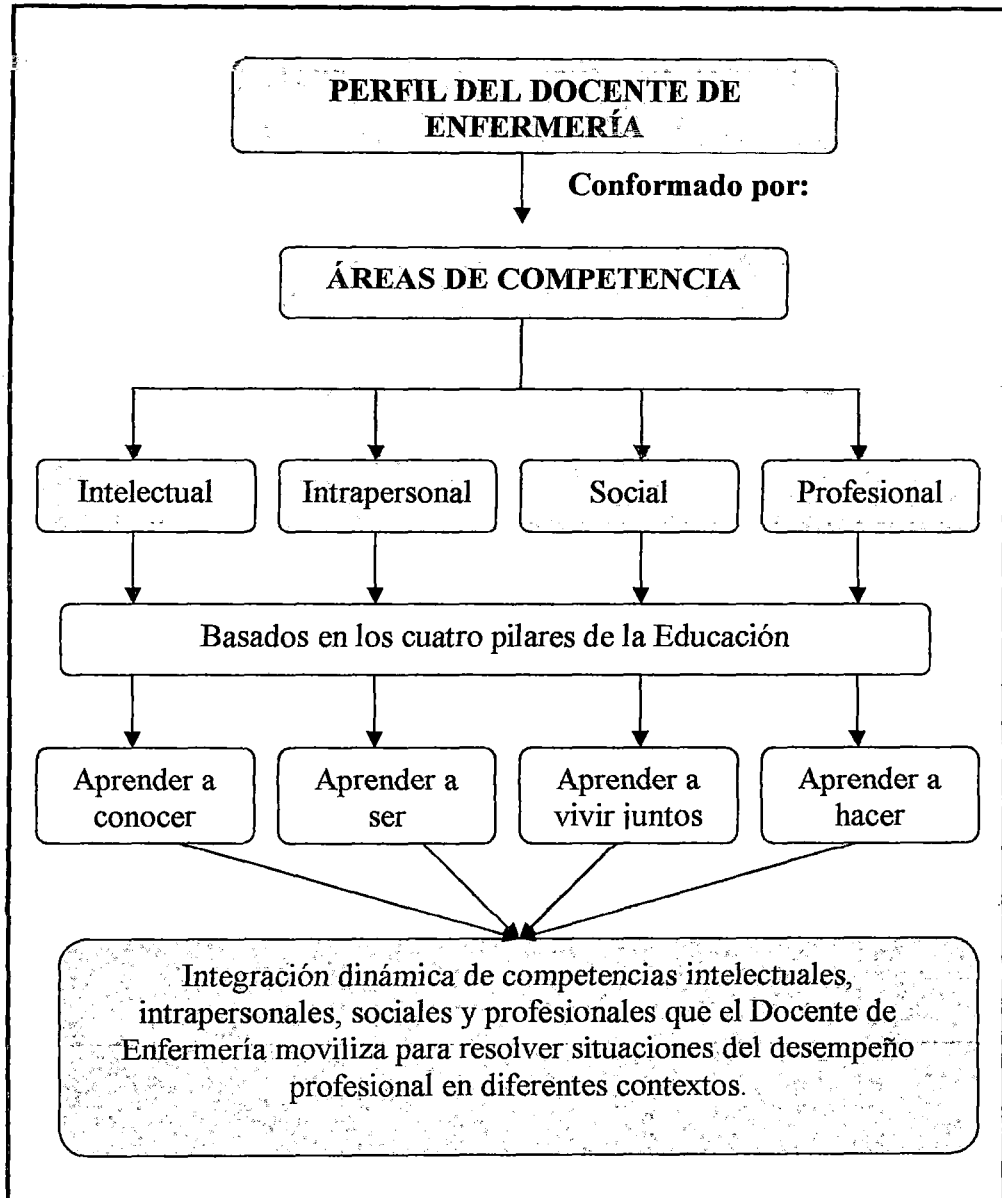 PERFIL DEL DOCENTE DE
ENFERMERÍA
Conformado por:
ÁREAS DE COMPETENCIA
Intelectual
Intrapersonal
Social
Profesional
Basados en los cuatro pilares de la Educación
Aprender a
conocer
Aprender a
ser
Aprender a
vivir juntos
Aprender a
hacer
Integración dinámica de competencias intelectuales,
intrapersonales, sociales y profesionales que el Docente de
Enfermería moviliza para resolver situaciones del desempeño
profesional en diferentes contextos.